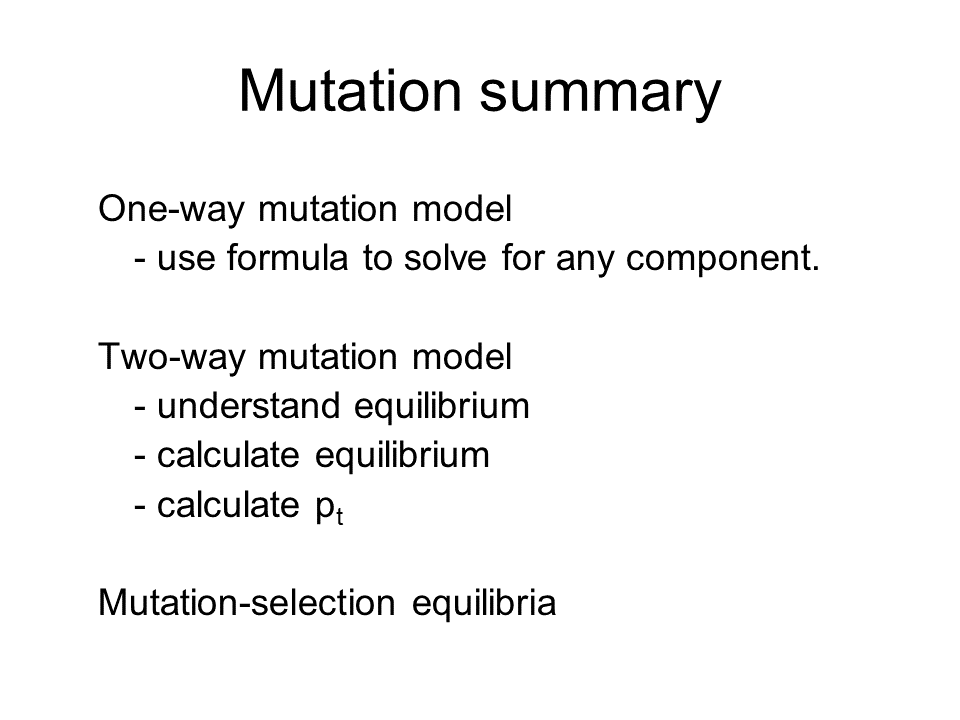 Mutation summary
One-way mutation model
- use formula to solve for any component.
Two-way mutation model
- understand equilibrium
- calculate equilibrium
- calculate pt
Mutation-selection equilibria